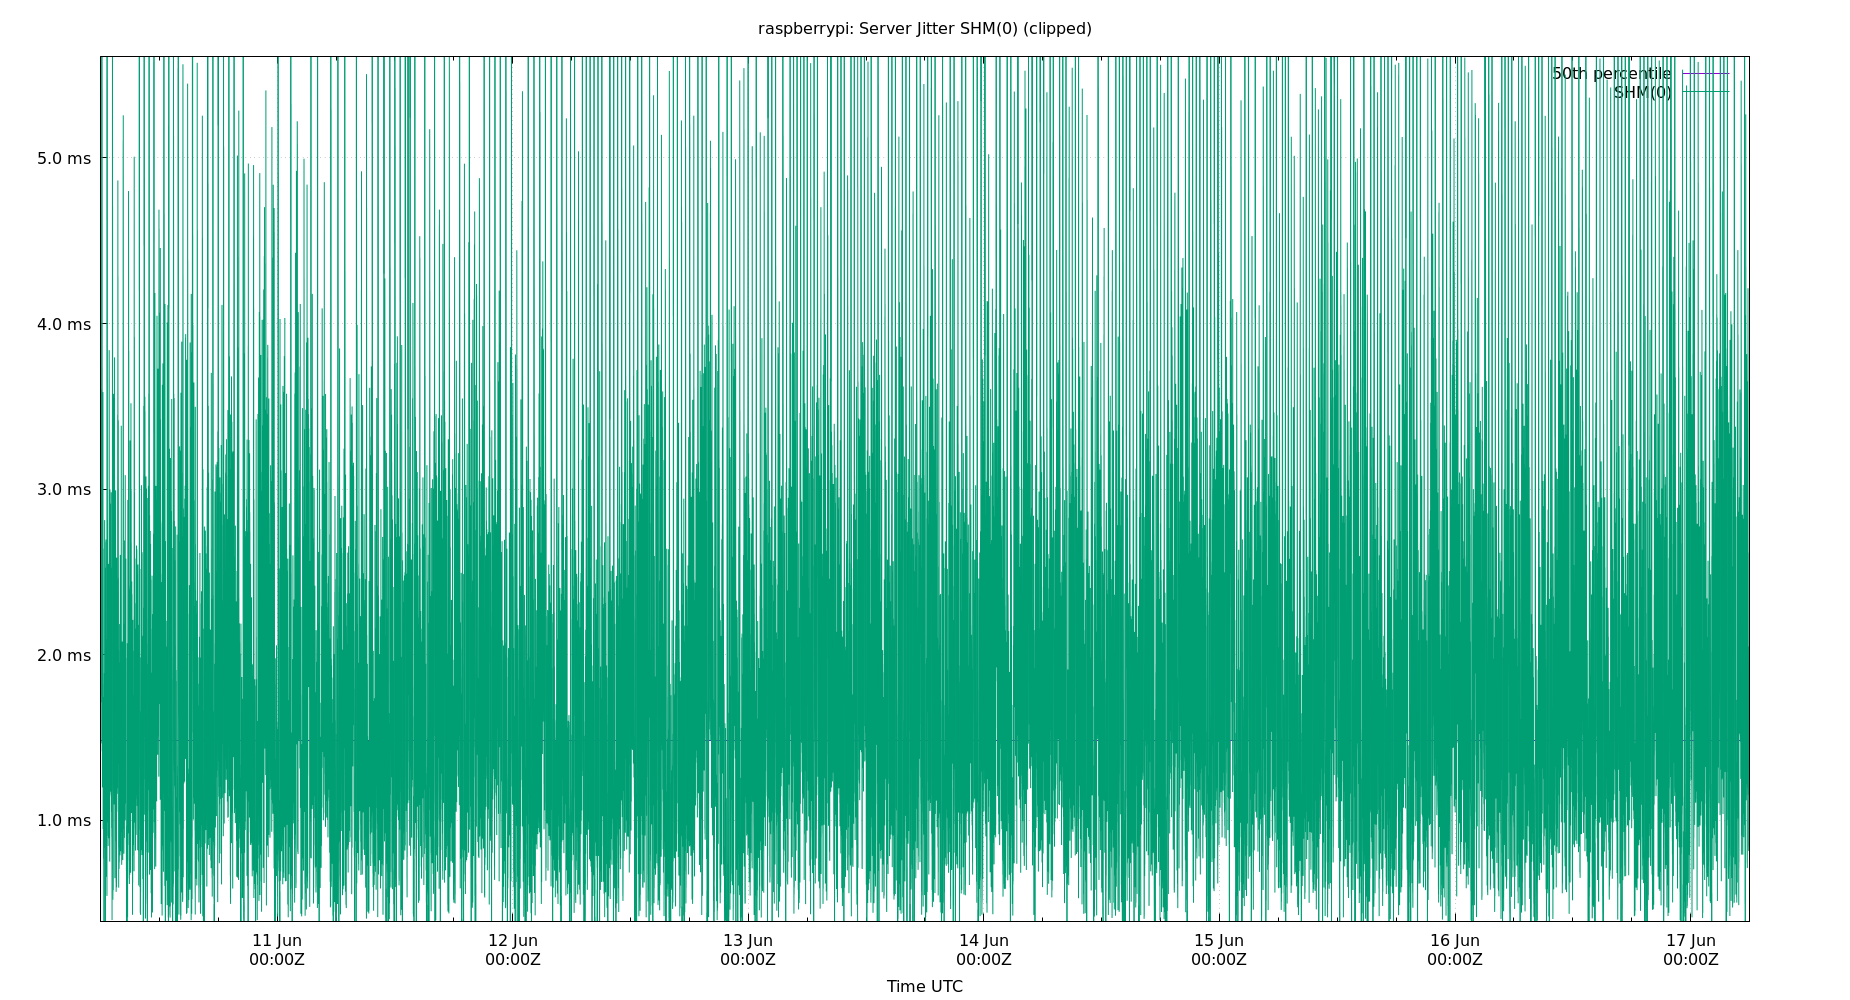 raspberrypi: Server Jitter SHM(0) (clipped)
50th percentile
SHM(0)
5.0 ms
4.0 ms
3.0 ms
2.0 ms
1.0 ms
11 Jun 12 Jun 13 Jun 14 Jun 15 Jun 16 Jun 17 Jun
00:00Z 00:00Z 00:00Z 00:00Z 00:00Z 00:00Z 00:00Z
Time UTC